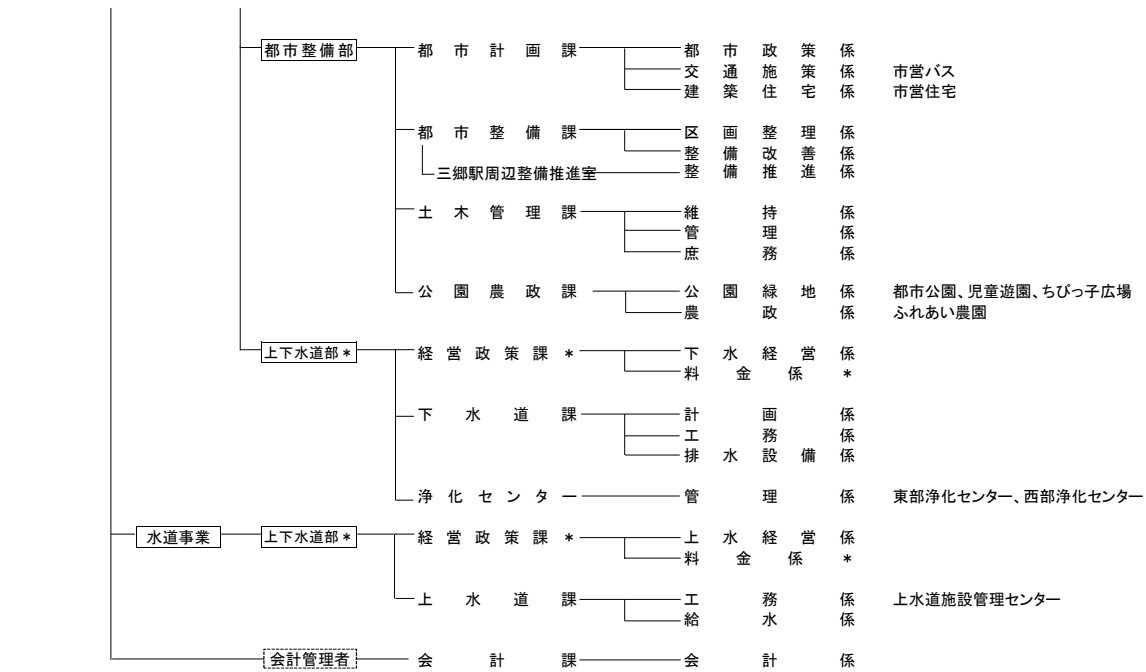 都市整備部 都市計画課 都市政策係
交通施策係 市営バス
建築住宅係 市営住宅
都市整備課 区画整理係
整備改善係
三郷駅周辺整備推進室 整備推進係
土木管理課 維持係
管理係
庶務係
公園農政課 公園緑地係 都市公園、児童遊園、ちびっ子広場
農政係 ふれあい農園
上下水道部* 経営政策課* 下水経営係
料金係*
下水道課 計画係
工務係
排水設備係
浄化センター 管理係 東部浄化センター、西部浄化センター
水道事業 上下水道部* 経営政策課* 上水経営係
料金係*
上水道課 工務係 上水道施設管理センター
給水係
会計管理者 会計課 会計係